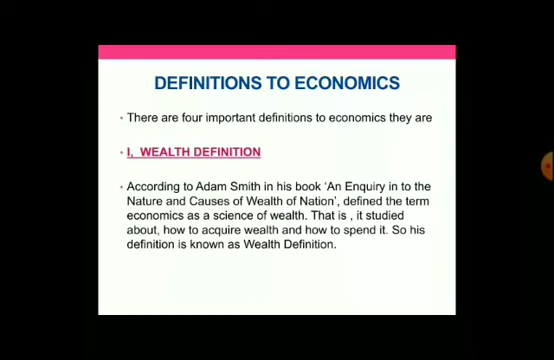 DEFINITIONS TO ECONOMICS
• There are four important definitions to economics they are
• I, WEALTH DEFINITION
• According to Adam Smith in his book ‘An Enquiry in to the
Nature and Causes of Wealth of Nation’, defined the term
economics as a science of wealth. That is , it studied
about, how to acquire wealth and how to spend it. So his
definition is known as Wealth Definition.